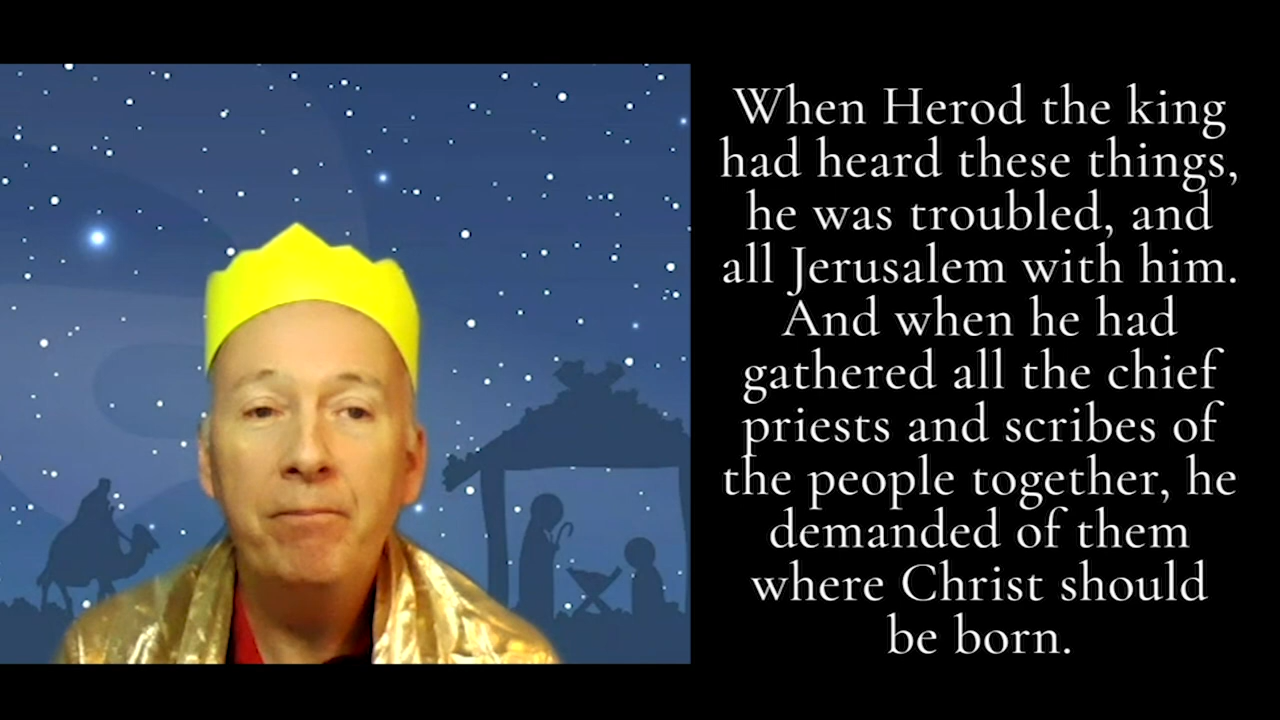 When Herod the king
had heard these things,
he was troubled, and
all Jerusalem with him.
And when he had
gathered all the chief
priests and scribes of
the people together, he
demanded of them
where Christ should
be born.